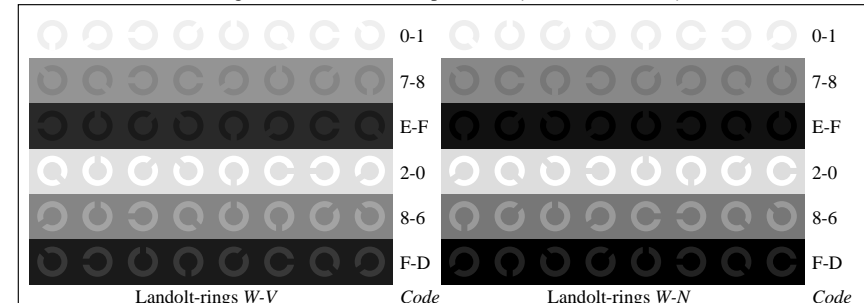 0-1 0-1
7-8 7-8
E-F E-F
2-0 2-0
8-6 8-6
F-D F-D
Landolt-rings W-V Code Landolt-rings W-N Code